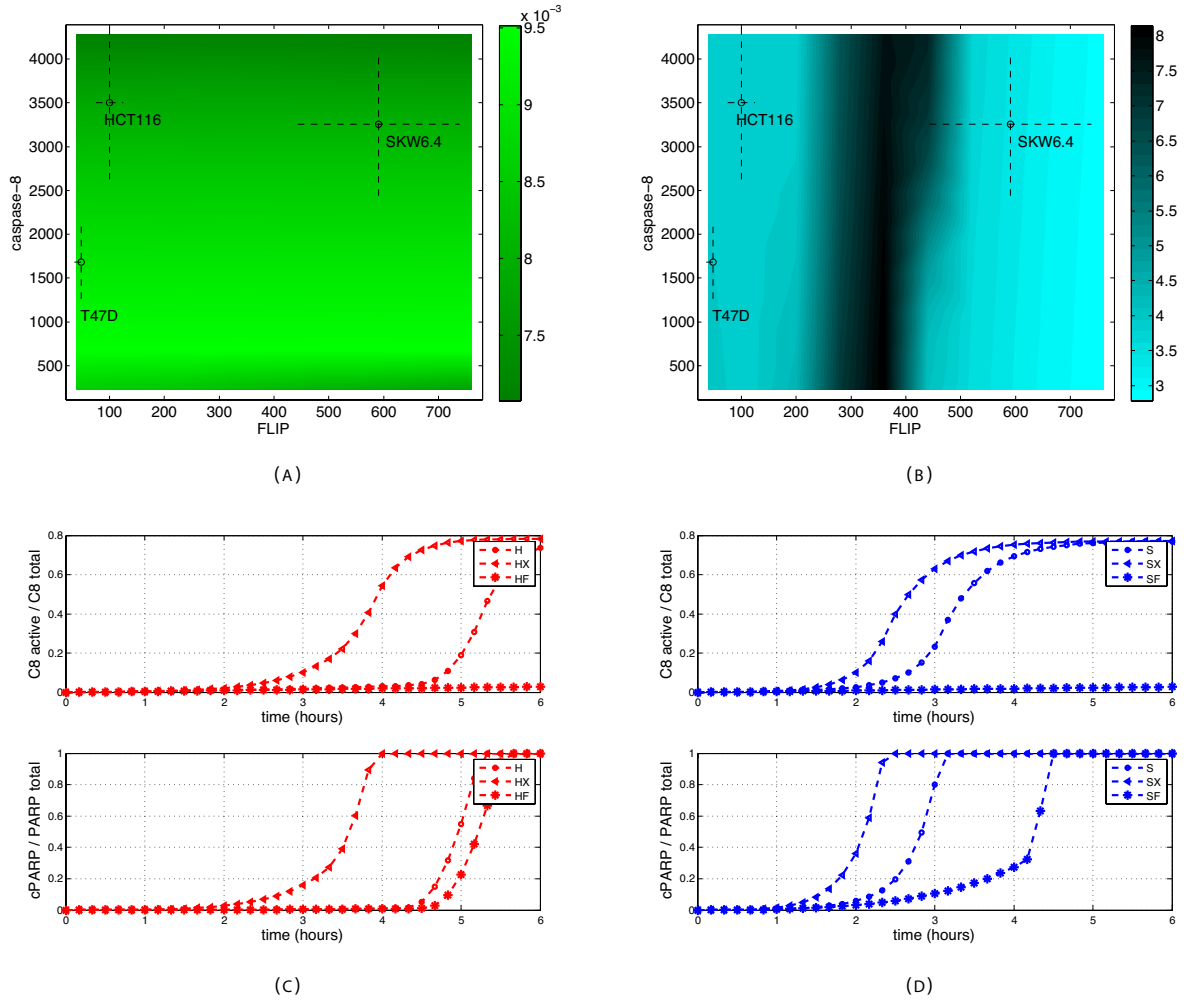 x 10⁻³
4000
3500
3000
2500
2000
1500
1000
500
caspase-8
HCT116
SKW6.4
T47D
100 200 300 400 500 600 700
FLIP
9.5
8.5
7.5
(A)
4000
3500
3000
2500
2000
1500
1000
500
caspase-8
HCT116
SKW6.4
T47D
100 200 300 400 500 600 700
FLIP
8
7.5
7
6.5
6
5.5
5
4.5
4
3.5
3
(B)
C8 active / C8 total
0.8
0.6
0.4
0.2
0
H
HX
HF
0 1 2 3 4 5 6
time (hours)
cPARP / PARP total
1
0.8
0.6
0.4
0.2
0
H
HX
HF
0 1 2 3 4 5 6
time (hours)
(C)
C8 active / C8 total
0.8
0.6
0.4
0.2
0
S
SX
SF
0 1 2 3 4 5 6
time (hours)
cPARP / PARP total
1
0.8
0.6
0.4
0.2
0
S
SX
SF
0 1 2 3 4 5 6
time (hours)
(D)